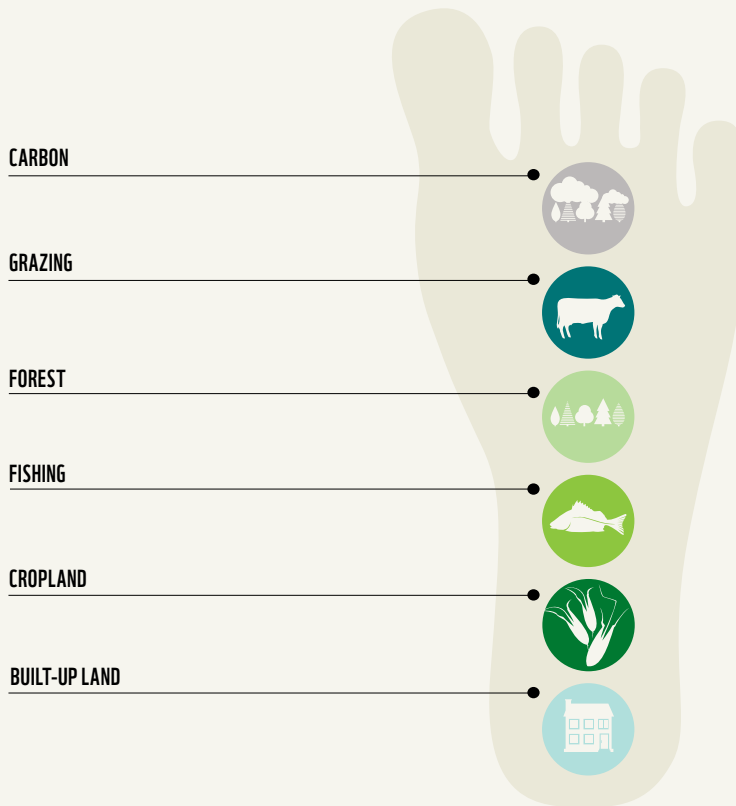 CARBON
GRAZING
FOREST
FISHING
CROPLAND
BUILT-UP LAND